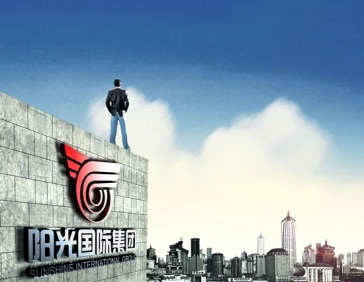 阳光国际集团
SUNSHINE INTERNATIONAL GROUP